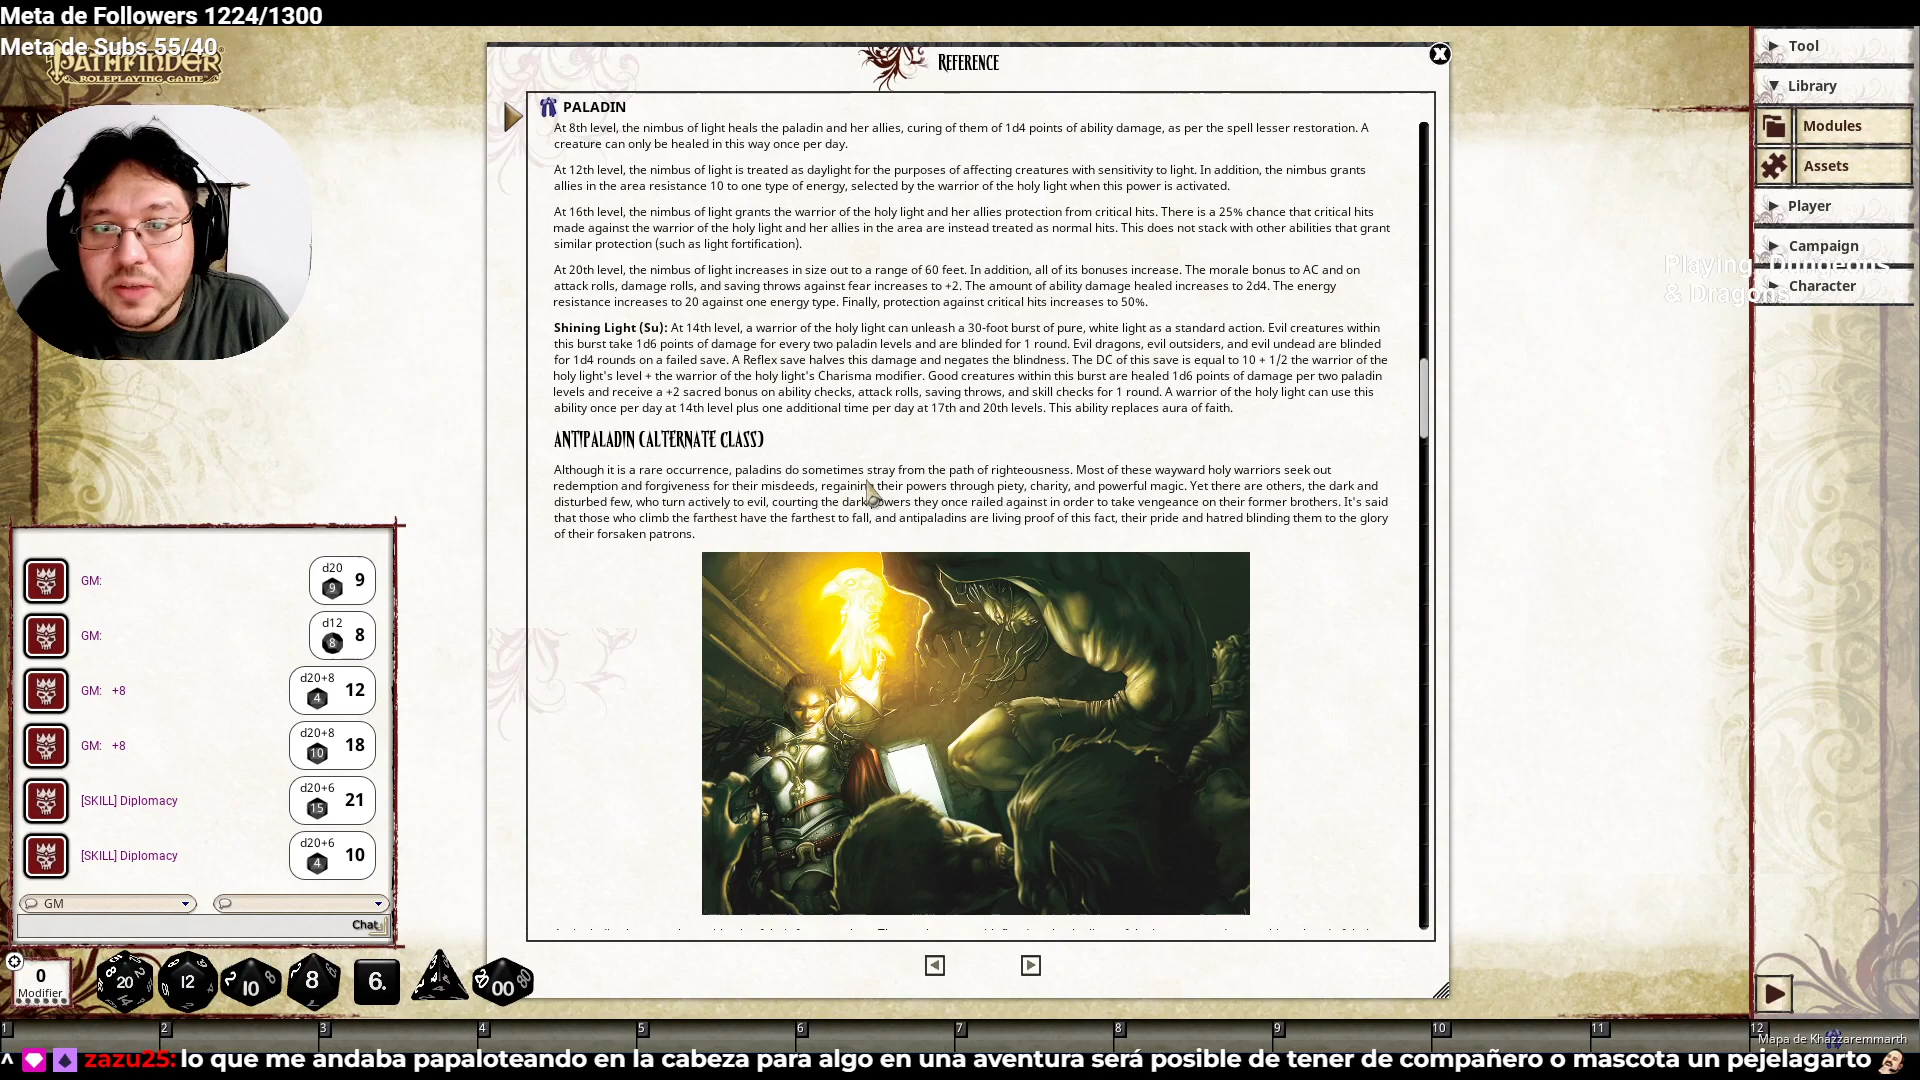 Meta de Followers 1224/1300
Meta de Subs 55/40
PATHFINDER
ROLEPLAYING GAME
REFERENCE
PALADIN
At 8th level, the nimbus of light heals the paladin and her allies, curing of them of 1d4 points of ability damage, as per the spell lesser restoration. A
creature can only be healed in this way once per day.
At 12th level, the nimbus of light is treated as daylight for the purposes of affecting creatures with sensitivity to light. In addition, the nimbus grants
allies in the area resistance 10 to one type of energy, selected by the warrior of the holy light when this power is activated.
At 16th level, the nimbus of light grants the warrior of the holy light and her allies protection from critical hits. There is a 25% chance that critical hits
made against the warrior of the holy light and her allies in the area are instead treated as normal hits. This does not stack with other abilities that grant
similar protection (such as light fortification).
At 20th level, the nimbus of light increases in size out to a range of 60 feet. In addition, all of its bonuses increase. The morale bonus to AC and on
attack rolls, damage rolls, and saving throws against fear increases to +2. The amount of ability damage healed increases to 2d4. The energy
resistance increases to 20 against one energy type. Finally, protection against critical hits increases to 50%.
Shining Light (Su): At 14th level, a warrior of the holy light can unleash a 30-foot burst of pure, white light as a standard action. Evil creatures within
this burst take 1d6 points of damage for every two paladin levels and are blinded for 1 round. Evil dragons, evil outsiders, and evil undead are blinded
for 1d4 rounds on a failed save. A Reflex save halves this damage and negates the blindness. The DC of this save is equal to 10 + 1/2 the warrior of the
holy light's level + the warrior of the holy light's Charisma modifier. Good creatures within this burst are healed 1d6 points of damage per two paladin
levels and receive a +2 sacred bonus on ability checks, attack rolls, saving throws, and skill checks for 1 round. A warrior of the holy light can use this
ability once per day at 14th level plus one additional time per day at 17th and 20th levels. This ability replaces aura of faith.
ANTIPALADIN (ALTERNATE CLASS)
Although it is a rare occurrence, paladins do sometimes stray from the path of righteousness. Most of these wayward holy warriors seek out
redemption and forgiveness for their misdeeds, regaining their powers through piety, charity, and powerful magic. Yet there are others, the dark and
disturbed few, who turn actively to evil, courting the dark powers they once railed against in order to take vengeance on their former brothers. It's said
that those who climb the farthest have the farthest to fall, and antipaladins are living proof of this fact, their pride and hatred blinding them to the glory
of their forsaken patrons.
Tool
Library
Modules
Assets
Player
Campaign
Playing: Dungeons
& Dragons
Character
GM:
d20
9
9
GM:
d12
8
8
GM: +8
d20+8
4
12
GM: +8
d20+8
10
18
[SKILL] Diplomacy
d20+6
15
21
[SKILL] Diplomacy
d20+6
4
10
GM
Chat
0
Modifier
20
12
10
8
6.
4
00
1 2 3 4 5 6 7 8 9 10 11 12
Mapa de Khazzaremmarth
zazu25: lo que me andaba papaloteando en la cabeza para algo en una aventura será posible de tener de compañero o mascota un pejelagarto